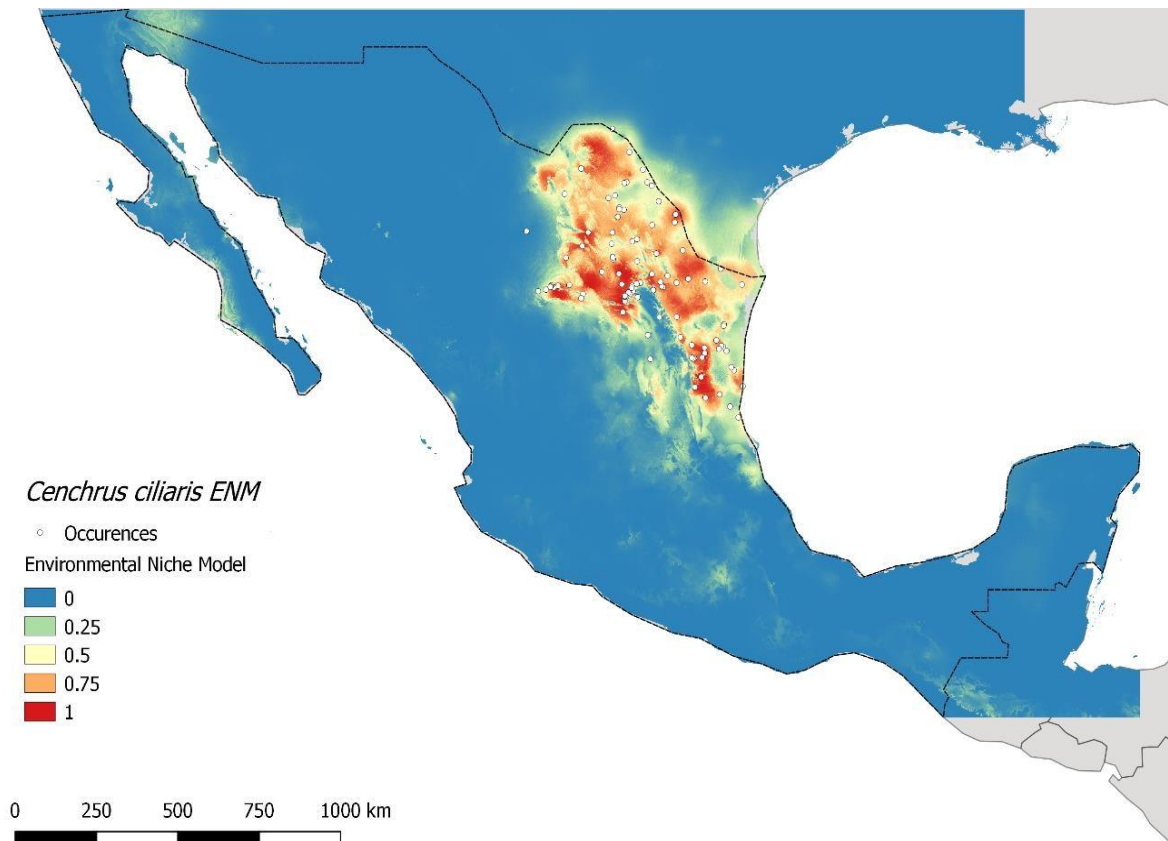 Cenchrus ciliaris ENM
Occurences
Environmental Niche Model
0
0.25
0.5
0.75
1
0 250 500 750 1000 km